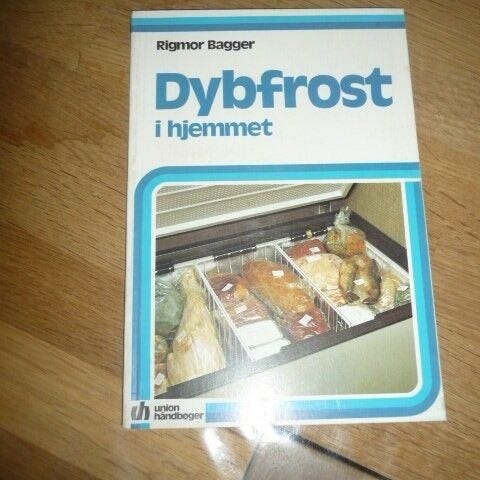 Rigmor Bagger
Dybfrost
i hjemmet
union
håndbøger